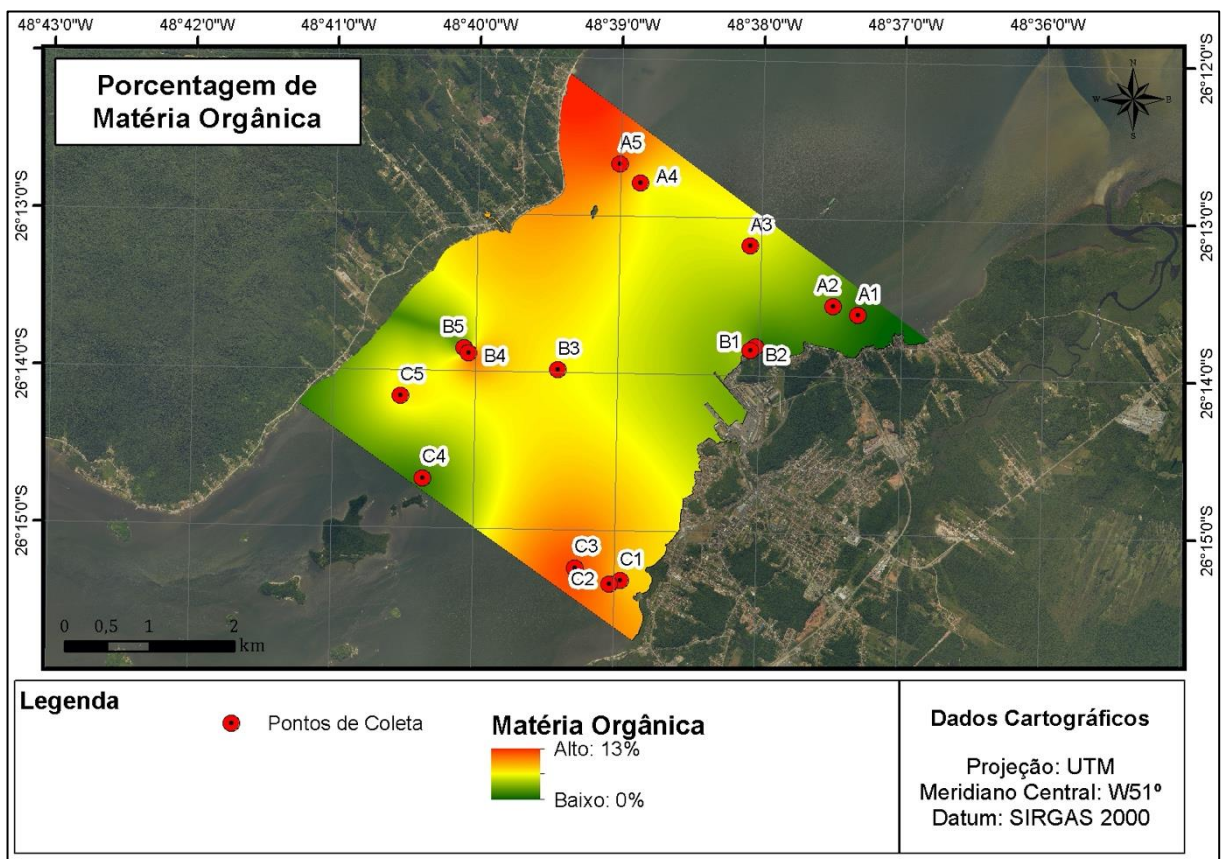 48°43'0"W 48°42'0"W 48°41'0"W 48°40'0"W 48°39'0"W 48°38'0"W 48°37'0"W 48°36'0"W
Porcentagem de
Matéria Orgânica
N
W E
S
26°12'0"S
26°13'0"S
26°13'0"S
26°14'0"S
26°14'0"S
26°15'0"S
26°15'0"S
A5
A4
A3
A2
A1
B5
B4
B3
B1
B2
C5
C4
C3
C2
C1
0 0,5 1 2
km
Legenda
Pontos de Coleta
Matéria Orgânica
Alto: 13%
Baixo: 0%
Dados Cartográficos
Projeção: UTM
Meridiano Central: W51º
Datum: SIRGAS 2000